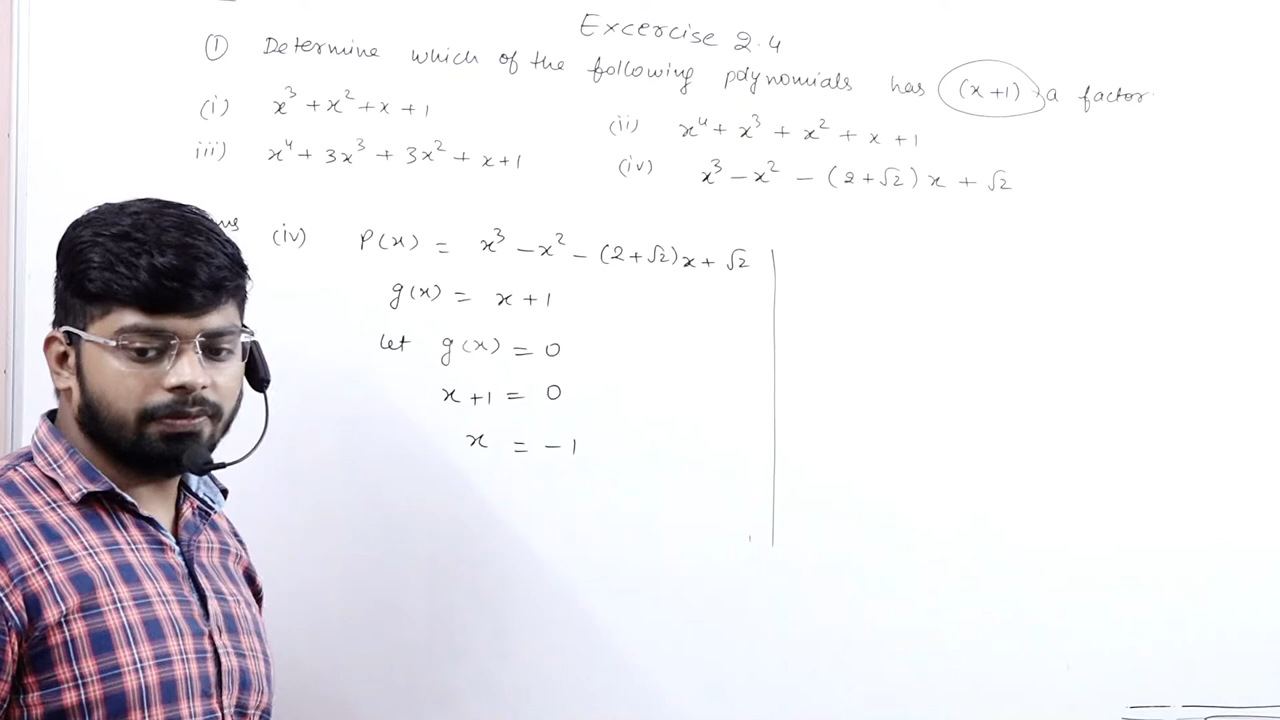 Excercise 2.4
① Determine which of the following polynomials has (x+1) a factor.
(i) x³ + x² + x + 1 (ii) x⁴ + x³ + x² + x + 1
iii) x⁴ + 3x³ + 3x² + x + 1 (iv) x³ - x² - (2+√2)x + √2
(iv) P(x) = x³ - x² - (2+√2)x + √2
g(x) = x + 1
let g(x) = 0
x + 1 = 0
x = -1